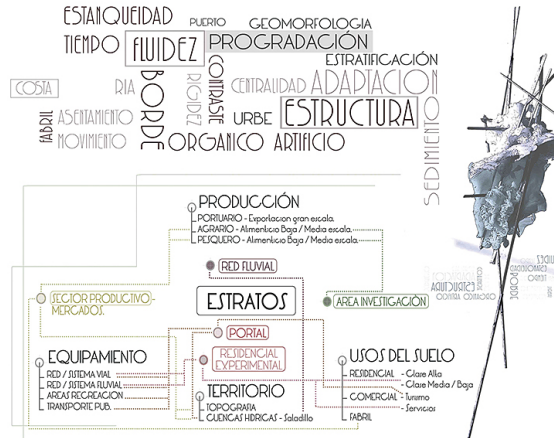 ESTANQUEIDAD
PUERTO
GEOMORFOLOGIA
TIEMPO
FLUIDEZ
PROGRADACIÓN
ESTRATIFICACIÓN
COSTA
RIA
BORDE
RIGIDEZ
CONTRASTE
CENTRALIDAD
ADAPTACION
FABRIL
ASENTAMIENTO
URBE
ESTRUCTURA
MOVIMIENTO
ORGANICO
ARTIFICIO
SEDIMIENTO
PRODUCCIÓN
PORTUARIO - Exportacion gran escala.
AGRARIO - Alimenticio Baja / Media escala.
PESQUERO - Alimenticio Baja / Media escala.
RED FLUVIAL
SECTOR PRODUCTIVO -
MERCADOS.
ESTRATOS
AREA INVESTIGACIÓN
PORTAL
RESIDENCIAL
EXPERIMENTAL
EQUIPAMIENTO
RED / SISTEMA VIAL
RED / SISTEMA FLUVIAL
AREAS RECREACION
TRANSPORTE PUB.
TERRITORIO
TOPOGRAFIA
CUENCAS HIDRICAS - Saladillo
USOS DEL SUELO
RESIDENCIAL - Clase Alta
- Clase Media / Baja
COMERCIAL - Turismo
- Servicios
FABRIL
BORDE